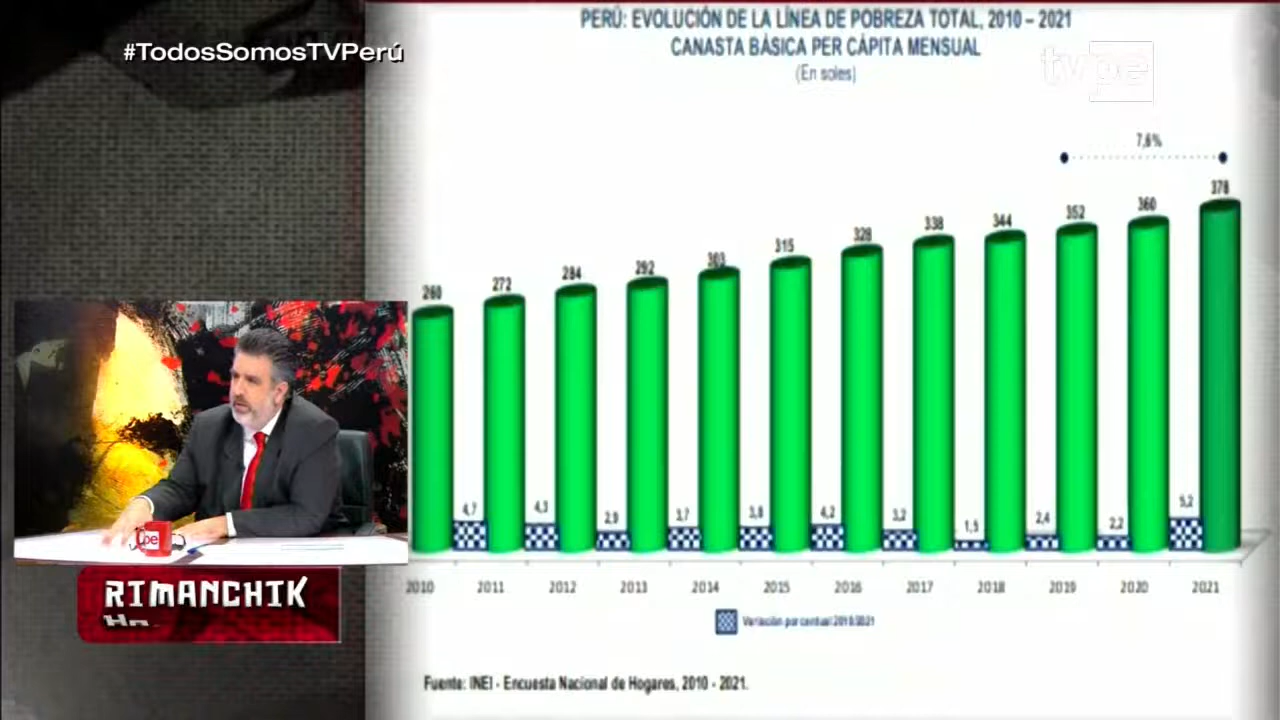 #TodosSomosTVPerú
PERÚ: EVOLUCIÓN DE LA LÍNEA DE POBREZA TOTAL, 2010 – 2021
CANASTA BÁSICA PER CÁPITA MENSUAL
(En soles)
tvpe
7,6%
260 272 284 292 303 315 328 338 344 352 360 378
4,7 4,3 2,9 3,7 3,8 4,2 3,2 1,5 2,4 2,2 5,2
2010 2011 2012 2013 2014 2015 2016 2017 2018 2019 2020 2021
Variación porcentual
Fuente: INEI - Encuesta Nacional de Hogares, 2010 - 2021.
pe
RIMANCHIK